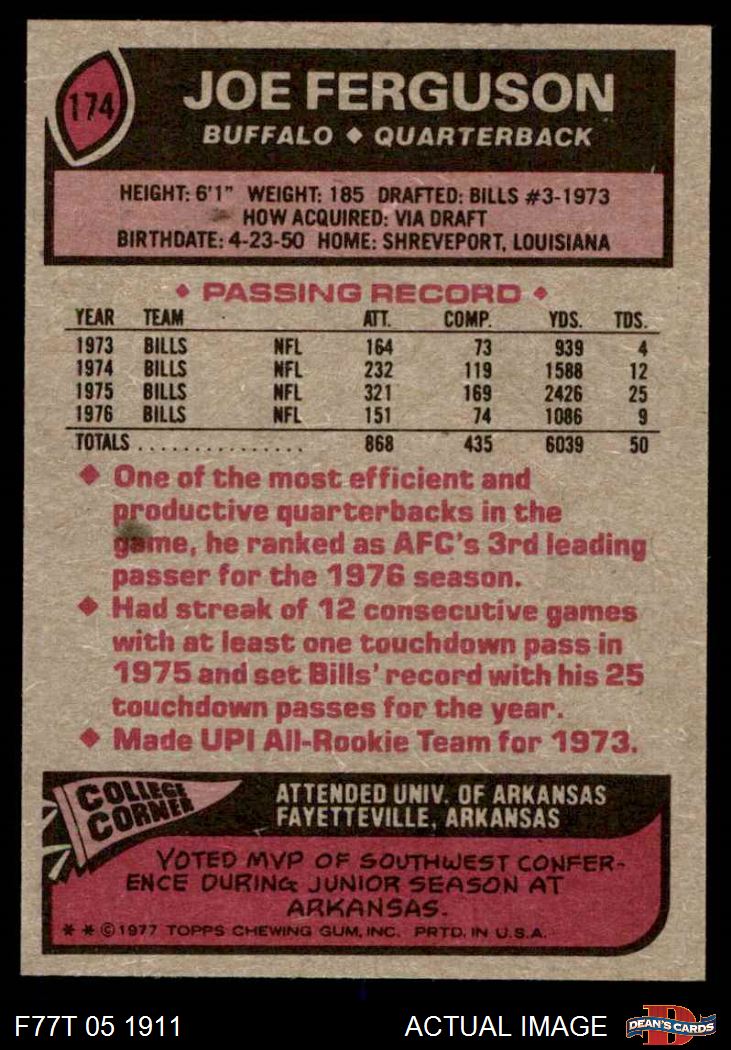 174
JOE FERGUSON
BUFFALO ◆ QUARTERBACK
HEIGHT: 6'1" WEIGHT: 185 DRAFTED: BILLS #3-1973
HOW ACQUIRED: VIA DRAFT
BIRTHDATE: 4-23-50 HOME: SHREVEPORT, LOUISIANA
◆ PASSING RECORD ◆
YEAR TEAM ATT. COMP. YDS. TDS.
1973 BILLS NFL 164 73 939 4
1974 BILLS NFL 232 119 1588 12
1975 BILLS NFL 321 169 2426 25
1976 BILLS NFL 151 74 1086 9
TOTALS ................ 868 435 6039 50
◆ One of the most efficient and
productive quarterbacks in the
game, he ranked as AFC's 3rd leading
passer for the 1976 season.
◆ Had streak of 12 consecutive games
with at least one touchdown pass in
1975 and set Bills' record with his 25
touchdown passes for the year.
◆ Made UPI All-Rookie Team for 1973.
COLLEGE
CORNER
ATTENDED UNIV. OF ARKANSAS
FAYETTEVILLE, ARKANSAS
VOTED MVP OF SOUTHWEST CONFER-
ENCE DURING JUNIOR SEASON AT
ARKANSAS.
* * ©1977 TOPPS CHEWING GUM, INC. PRTD. IN U.S.A.
F77T 05 1911
ACTUAL IMAGE
D
DEAN'S CARDS